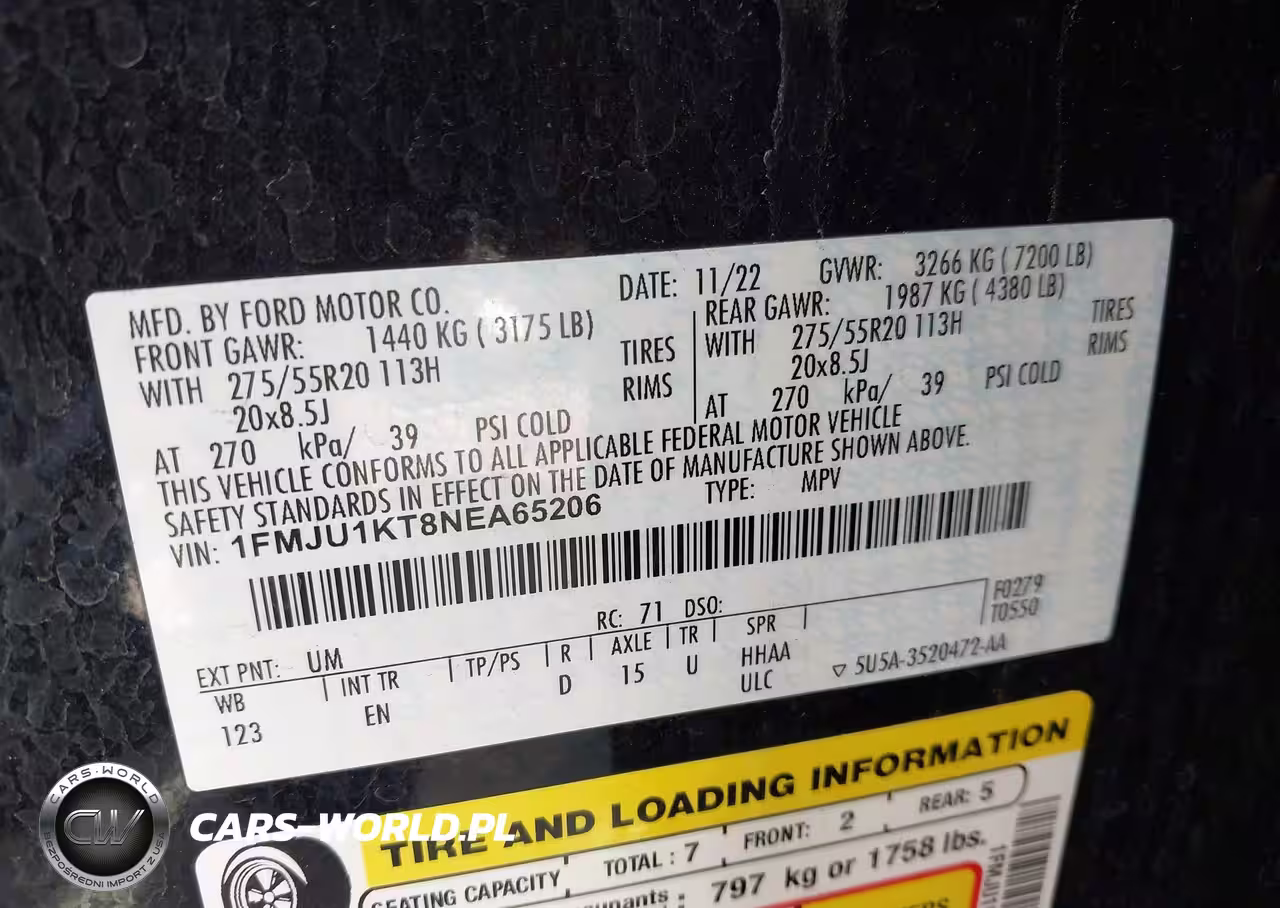 MFD. BY FORD MOTOR CO. DATE: 11/22 GVWR: 3266 KG ( 7200 LB)
FRONT GAWR: 1440 KG ( 3175 LB) REAR GAWR: 1987 KG ( 4380 LB)
WITH 275/55R20 113H TIRES WITH 275/55R20 113H TIRES
20x8.5J RIMS 20x8.5J RIMS
AT 270 kPa/ 39 PSI COLD AT 270 kPa/ 39 PSI COLD
THIS VEHICLE CONFORMS TO ALL APPLICABLE FEDERAL MOTOR VEHICLE
SAFETY STANDARDS IN EFFECT ON THE DATE OF MANUFACTURE SHOWN ABOVE.
VIN: 1FMJU1KT8NEA65206 TYPE: MPV
F0279
EXT PNT: UM RC: 71 DSO: T0550
WB INT TR TP/PS R AXLE TR SPR
123 EN D 15 U HHAA
ULC ▽ 5U5A-3520472-AA
TIRE AND LOADING INFORMATION
SEATING CAPACITY TOTAL : 7 FRONT: 2 REAR: 5
797 kg or 1758 lbs.
CARS-WORLD
CW
BEZPOŚREDNI IMPORT Z USA
CARS-WORLD.PL